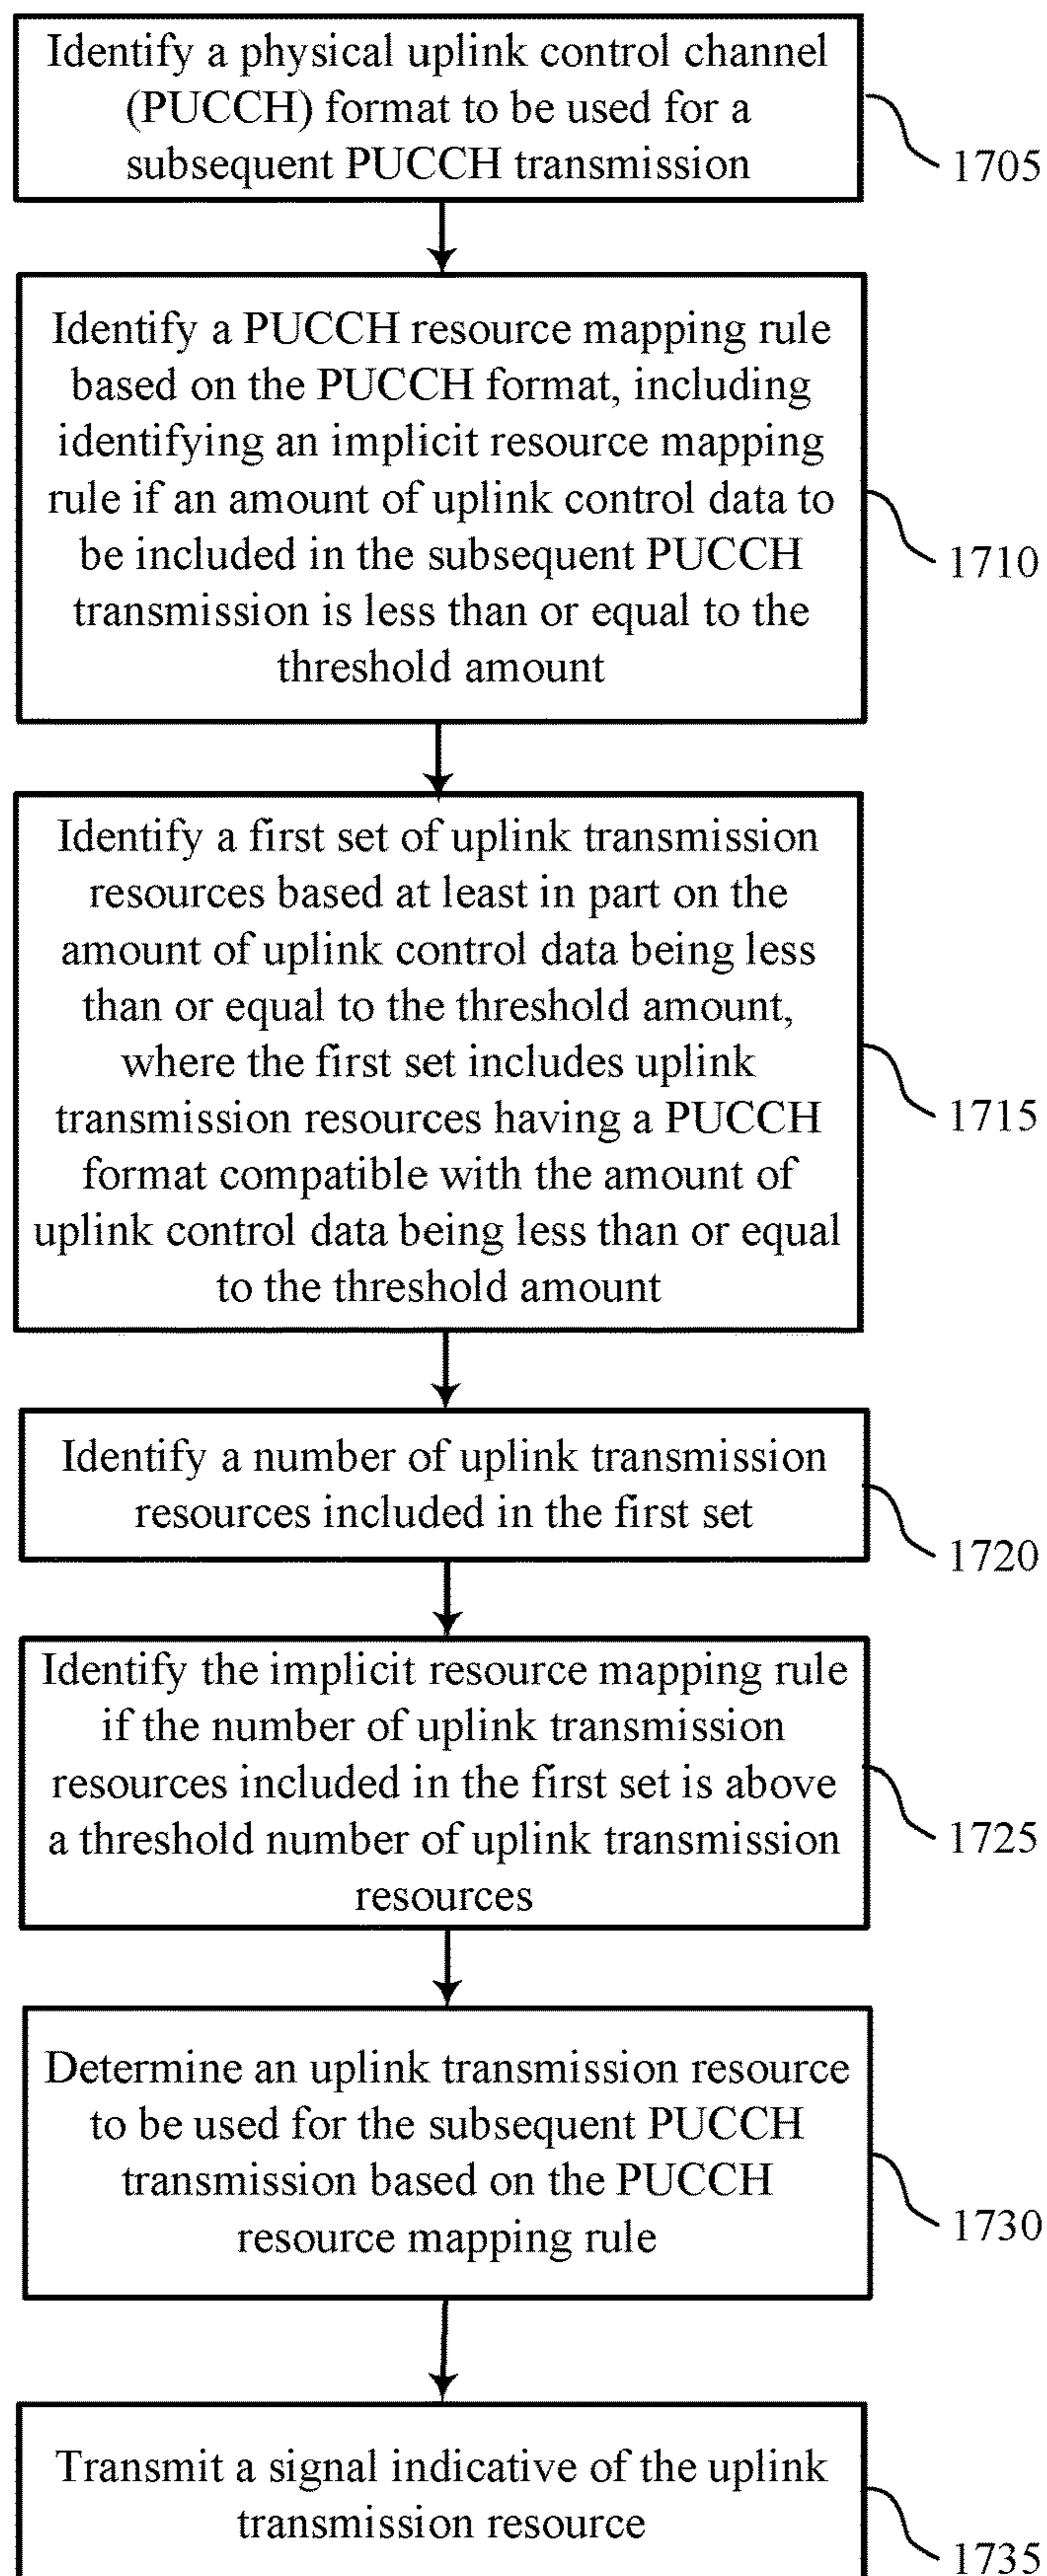 Identify a physical uplink control channel
(PUCCH) format to be used for a
subsequent PUCCH transmission
1705
Identify a PUCCH resource mapping rule
based on the PUCCH format, including
identifying an implicit resource mapping
rule if an amount of uplink control data to
be included in the subsequent PUCCH
transmission is less than or equal to the
threshold amount
1710
Identify a first set of uplink transmission
resources based at least in part on the
amount of uplink control data being less
than or equal to the threshold amount,
where the first set includes uplink
transmission resources having a PUCCH
format compatible with the amount of
uplink control data being less than or equal
to the threshold amount
1715
Identify a number of uplink transmission
resources included in the first set
1720
Identify the implicit resource mapping rule
if the number of uplink transmission
resources included in the first set is above
a threshold number of uplink transmission
resources
1725
Determine an uplink transmission resource
to be used for the subsequent PUCCH
transmission based on the PUCCH
resource mapping rule
1730
Transmit a signal indicative of the uplink
transmission resource
1735